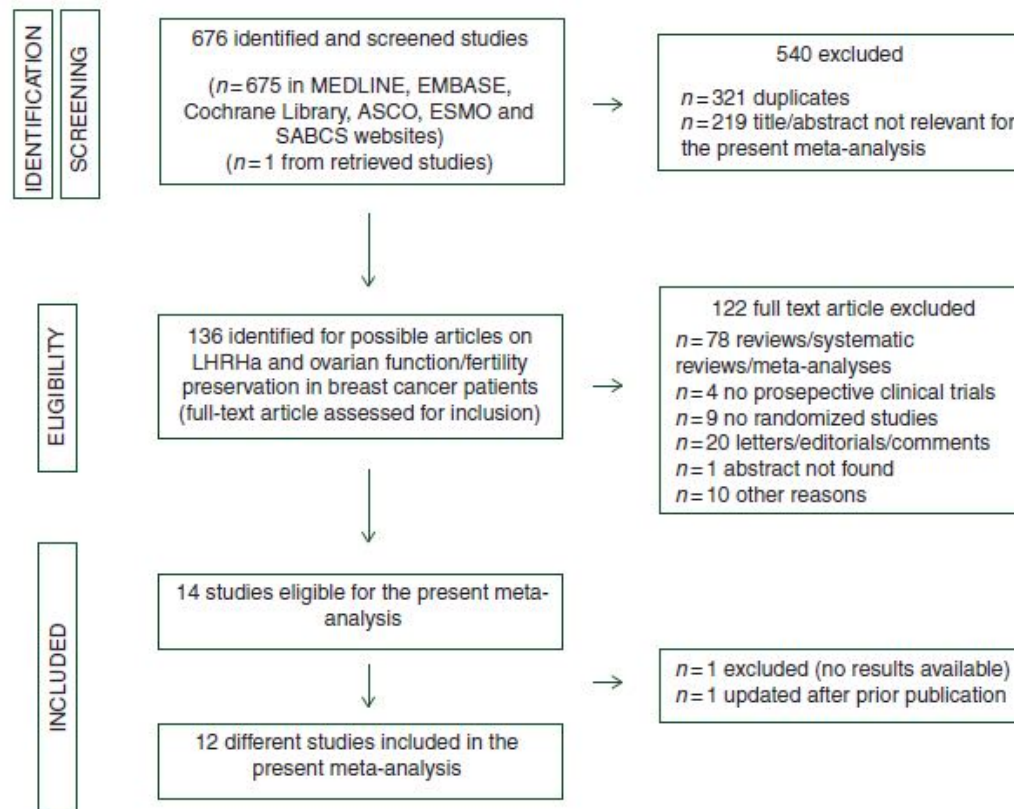 IDENTIFICATION
SCREENING
676 identified and screened studies
(n=675 in MEDLINE, EMBASE,
Cochrane Library, ASCO, ESMO and
SABCS websites)
(n=1 from retrieved studies)
540 excluded
n=321 duplicates
n=219 title/abstract not relevant for
the present meta-analysis
ELIGIBILITY
136 identified for possible articles on
LHRHa and ovarian function/fertility
preservation in breast cancer patients
(full-text article assessed for inclusion)
122 full text article excluded
n=78 reviews/systematic
reviews/meta-analyses
n=4 no prosepective clinical trials
n=9 no randomized studies
n=20 letters/editorials/comments
n=1 abstract not found
n=10 other reasons
INCLUDED
14 studies eligible for the present meta-
analysis
n=1 excluded (no results available)
n=1 updated after prior publication
12 different studies included in the
present meta-analysis